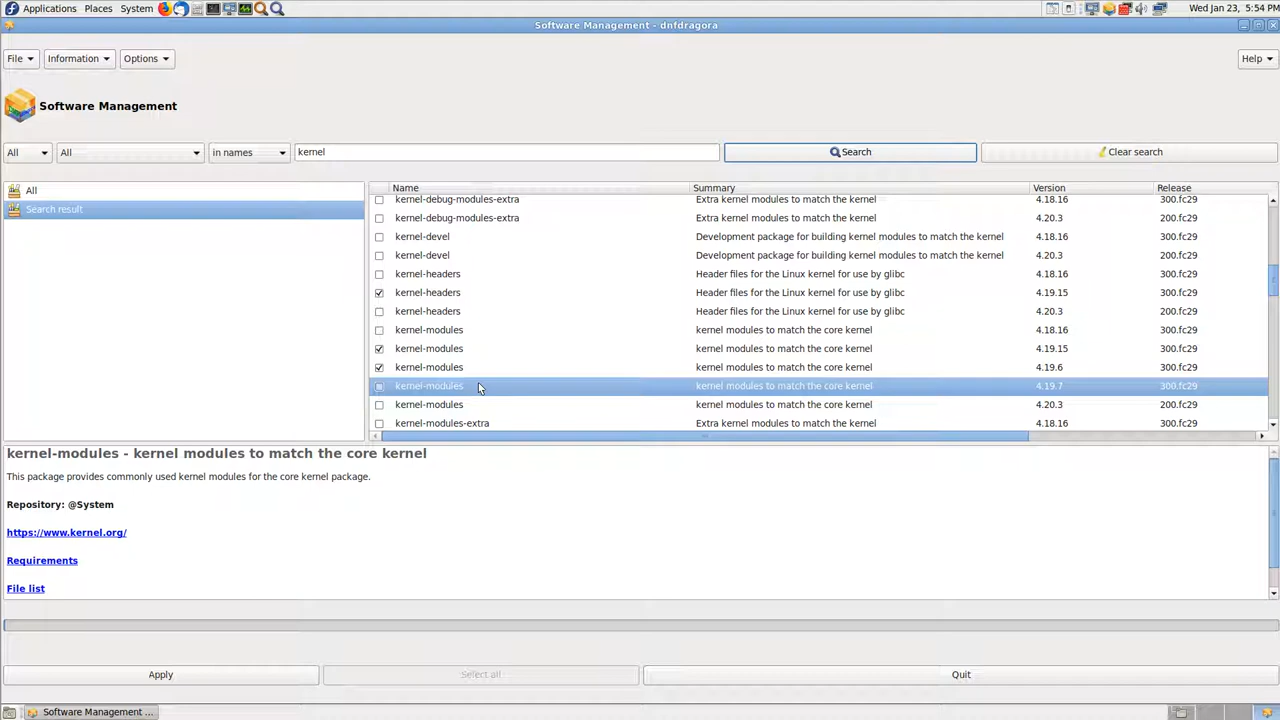 Applications Places System Wed Jan 23, 5:54 PM
Software Management - dnfdragora
File Information Options Help
Software Management
All All in names kernel Search Clear search
All
Search result
Name Summary Version Release
kernel-debug-modules-extra Extra kernel modules to match the kernel 4.18.16 300.fc29
kernel-debug-modules-extra Extra kernel modules to match the kernel 4.20.3 200.fc29
kernel-devel Development package for building kernel modules to match the kernel 4.18.16 300.fc29
kernel-devel Development package for building kernel modules to match the kernel 4.20.3 200.fc29
kernel-headers Header files for the Linux kernel for use by glibc 4.18.16 300.fc29
kernel-headers Header files for the Linux kernel for use by glibc 4.19.15 300.fc29
kernel-headers Header files for the Linux kernel for use by glibc 4.20.3 200.fc29
kernel-modules kernel modules to match the core kernel 4.18.16 300.fc29
kernel-modules kernel modules to match the core kernel 4.19.15 300.fc29
kernel-modules kernel modules to match the core kernel 4.19.6 300.fc29
kernel-modules kernel modules to match the core kernel 4.19.7 300.fc29
kernel-modules kernel modules to match the core kernel 4.20.3 200.fc29
kernel-modules-extra Extra kernel modules to match the kernel 4.18.16 300.fc29
kernel-modules - kernel modules to match the core kernel
This package provides commonly used kernel modules for the core kernel package.
Repository: @System
https://www.kernel.org/
Requirements
File list
Apply Select all Quit
Software Management ...